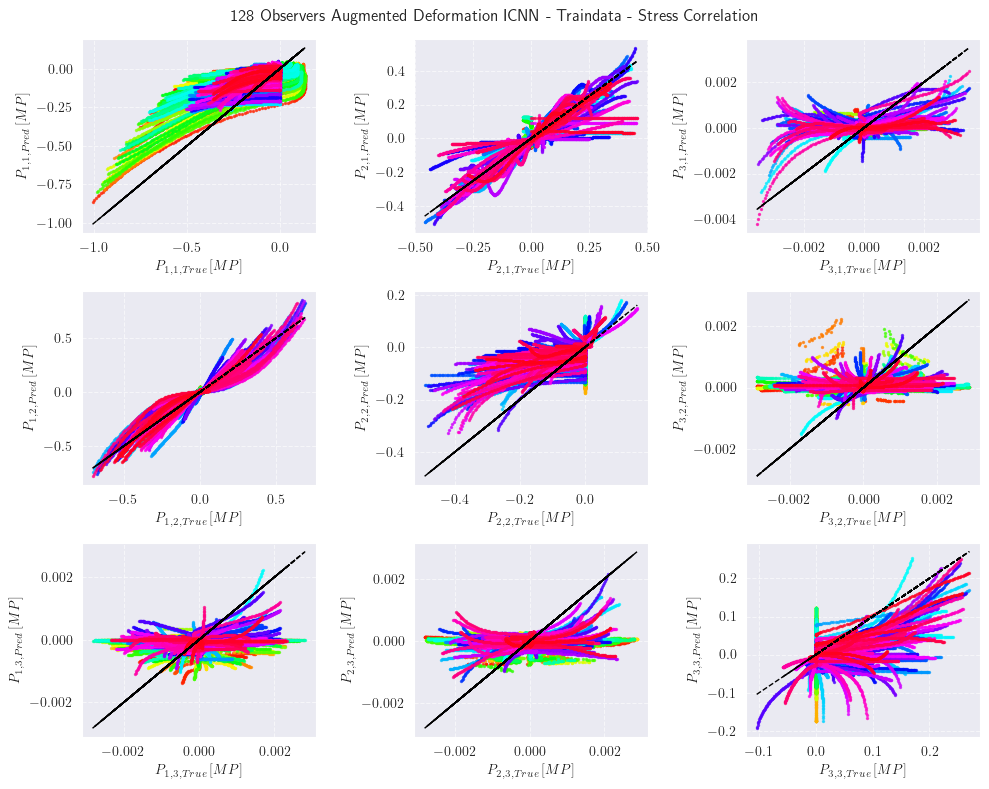 128 Observers Augmented Deformation ICNN - Traindata - Stress Correlation
P1,1,Pred [MP]
0.00
−0.25
−0.50
−0.75
−1.00
−1.0 −0.5 0.0
P1,1,True[MP]
P2,1,Pred [MP]
0.4
0.2
0.0
−0.2
−0.4
−0.50 −0.25 0.00 0.25 0.50
P2,1,True[MP]
P3,1,Pred [MP]
0.002
0.000
−0.002
−0.004
−0.002 0.000 0.002
P3,1,True[MP]
P1,2,Pred [MP]
0.5
0.0
−0.5
−0.5 0.0 0.5
P1,2,True[MP]
P2,2,Pred [MP]
0.2
0.0
−0.2
−0.4
−0.4 −0.2 0.0
P2,2,True[MP]
P3,2,Pred [MP]
0.002
0.000
−0.002
−0.002 0.000 0.002
P3,2,True[MP]
P1,3,Pred [MP]
0.002
0.000
−0.002
−0.002 0.000 0.002
P1,3,True[MP]
P2,3,Pred [MP]
0.002
0.000
−0.002
−0.002 0.000 0.002
P2,3,True[MP]
P3,3,Pred [MP]
0.2
0.1
0.0
−0.1
−0.2
−0.1 0.0 0.1 0.2
P3,3,True[MP]